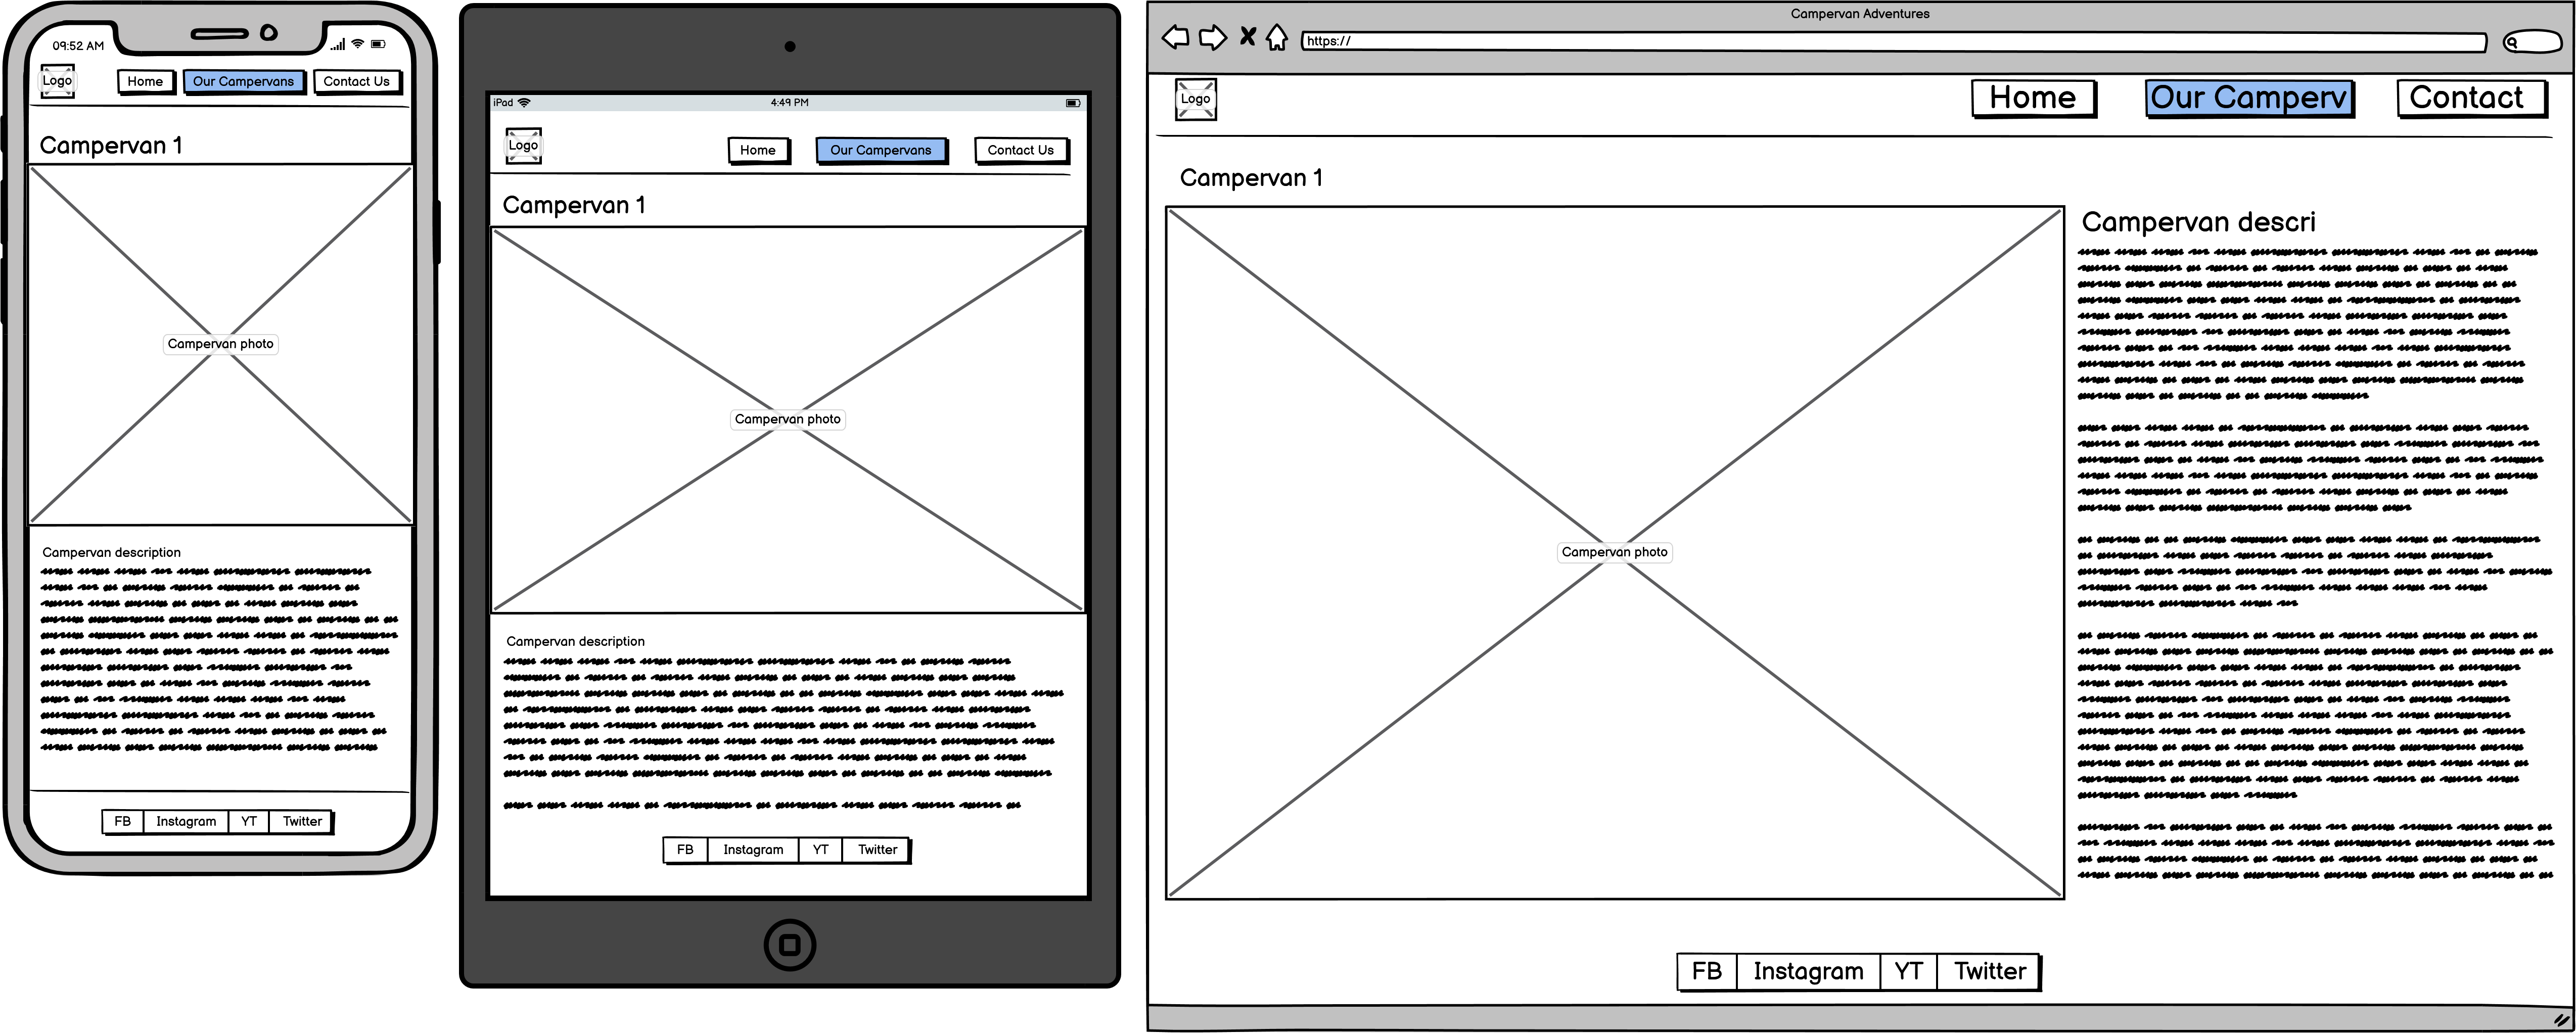 09:52 AM
Logo
Home
Our Campervans
Contact Us
Campervan 1
Campervan photo
Campervan description
FB
Instagram
YT
Twitter
iPad
4:49 PM
Logo
Home
Our Campervans
Contact Us
Campervan 1
Campervan photo
Campervan description
FB
Instagram
YT
Twitter
Campervan Adventures
https://
Logo
Home
Our Camperv
Contact
Campervan 1
Campervan descri
Campervan photo
FB
Instagram
YT
Twitter